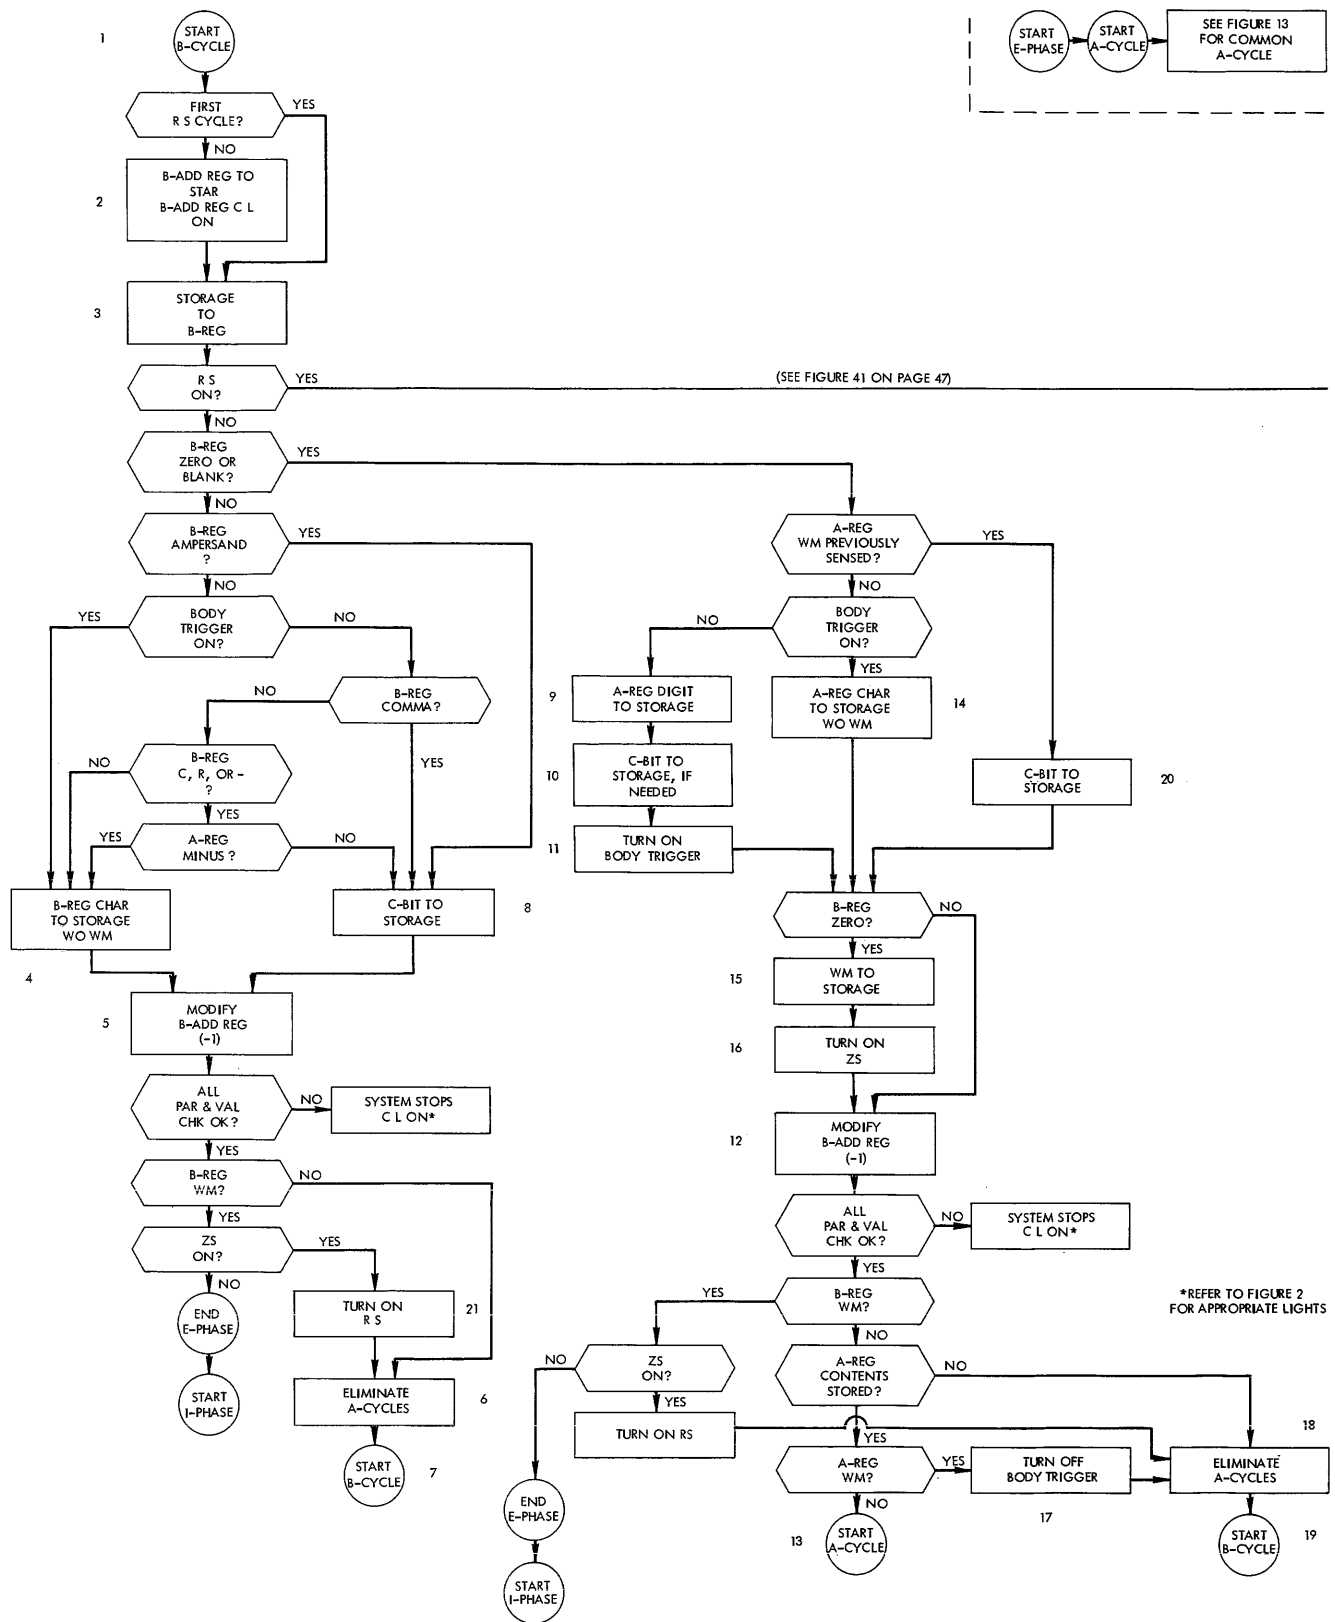 1
START
B-CYCLE
START
E-PHASE
START
A-CYCLE
SEE FIGURE 13
FOR COMMON
A-CYCLE
FIRST
R S CYCLE?
YES
NO
2
B-ADD REG TO
STAR
B-ADD REG C L
ON
3
STORAGE
TO
B-REG
R S
ON?
YES
(SEE FIGURE 41 ON PAGE 47)
NO
B-REG
ZERO OR
BLANK?
YES
NO
B-REG
AMPERSAND
?
YES
NO
A-REG
WM PREVIOUSLY
SENSED?
YES
NO
YES
BODY
TRIGGER
ON?
NO
NO
BODY
TRIGGER
ON?
YES
NO
B-REG
COMMA?
YES
9
A-REG DIGIT
TO STORAGE
A-REG CHAR
TO STORAGE
WO WM
14
NO
B-REG
C, R, OR -
?
YES
10
C-BIT TO
STORAGE, IF
NEEDED
C-BIT TO
STORAGE
20
YES
A-REG
MINUS ?
NO
11
TURN ON
BODY TRIGGER
B-REG CHAR
TO STORAGE
WO WM
4
C-BIT TO
STORAGE
8
B-REG
ZERO?
NO
YES
15
WM TO
STORAGE
5
MODIFY
B-ADD REG
(-1)
16
TURN ON
ZS
ALL
PAR & VAL
CHK OK?
NO
SYSTEM STOPS
C L ON*
YES
12
MODIFY
B-ADD REG
(-1)
B-REG
WM?
NO
YES
ALL
PAR & VAL
CHK OK?
NO
SYSTEM STOPS
C L ON*
YES
ZS
ON?
YES
NO
END
E-PHASE
TURN ON
R S
21
YES
B-REG
WM?
NO
*REFER TO FIGURE 2
FOR APPROPRIATE LIGHTS
START
I-PHASE
ELIMINATE
A-CYCLES
6
NO
ZS
ON?
YES
A-REG
CONTENTS
STORED?
NO
YES
TURN ON RS
START
B-CYCLE
7
A-REG
WM?
YES
NO
TURN OFF
BODY TRIGGER
17
18
ELIMINATE
A-CYCLES
END
E-PHASE
13
START
A-CYCLE
START
B-CYCLE
19
START
I-PHASE